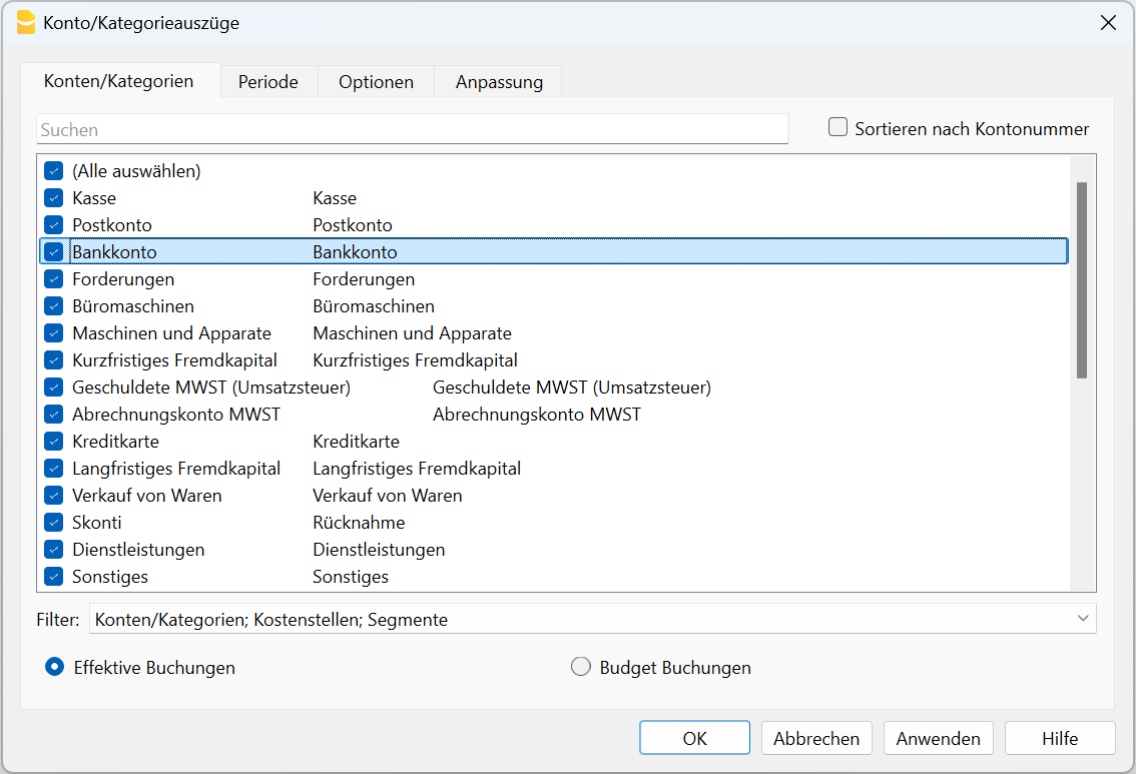 Konto/Kategorieauszüge
Konten/Kategorien Periode Optionen Anpassung
Suchen Sortieren nach Kontonummer
(Alle auswählen)
Kasse Kasse
Postkonto Postkonto
Bankkonto Bankkonto
Forderungen Forderungen
Büromaschinen Büromaschinen
Maschinen und Apparate Maschinen und Apparate
Kurzfristiges Fremdkapital Kurzfristiges Fremdkapital
Geschuldete MWST (Umsatzsteuer) Geschuldete MWST (Umsatzsteuer)
Abrechnungskonto MWST Abrechnungskonto MWST
Kreditkarte Kreditkarte
Langfristiges Fremdkapital Langfristiges Fremdkapital
Verkauf von Waren Verkauf von Waren
Skonti Rücknahme
Dienstleistungen Dienstleistungen
Sonstiges Sonstiges
Filter: Konten/Kategorien; Kostenstellen; Segmente
Effektive Buchungen Budget Buchungen
OK Abbrechen Anwenden Hilfe